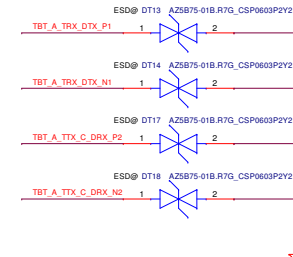 ESD@ DT13 AZ5B75-01B.R7G_CSP0603P2Y2
TBT_A_TRX_DTX_P1 1 2
ESD@ DT14 AZ5B75-01B.R7G_CSP0603P2Y2
TBT_A_TRX_DTX_N1 1 2
ESD@ DT17 AZ5B75-01B.R7G_CSP0603P2Y2
TBT_A_TTX_C_DRX_P2 1 2
ESD@ DT18 AZ5B75-01B.R7G_CSP0603P2Y2
TBT_A_TTX_C_DRX_N2 1 2